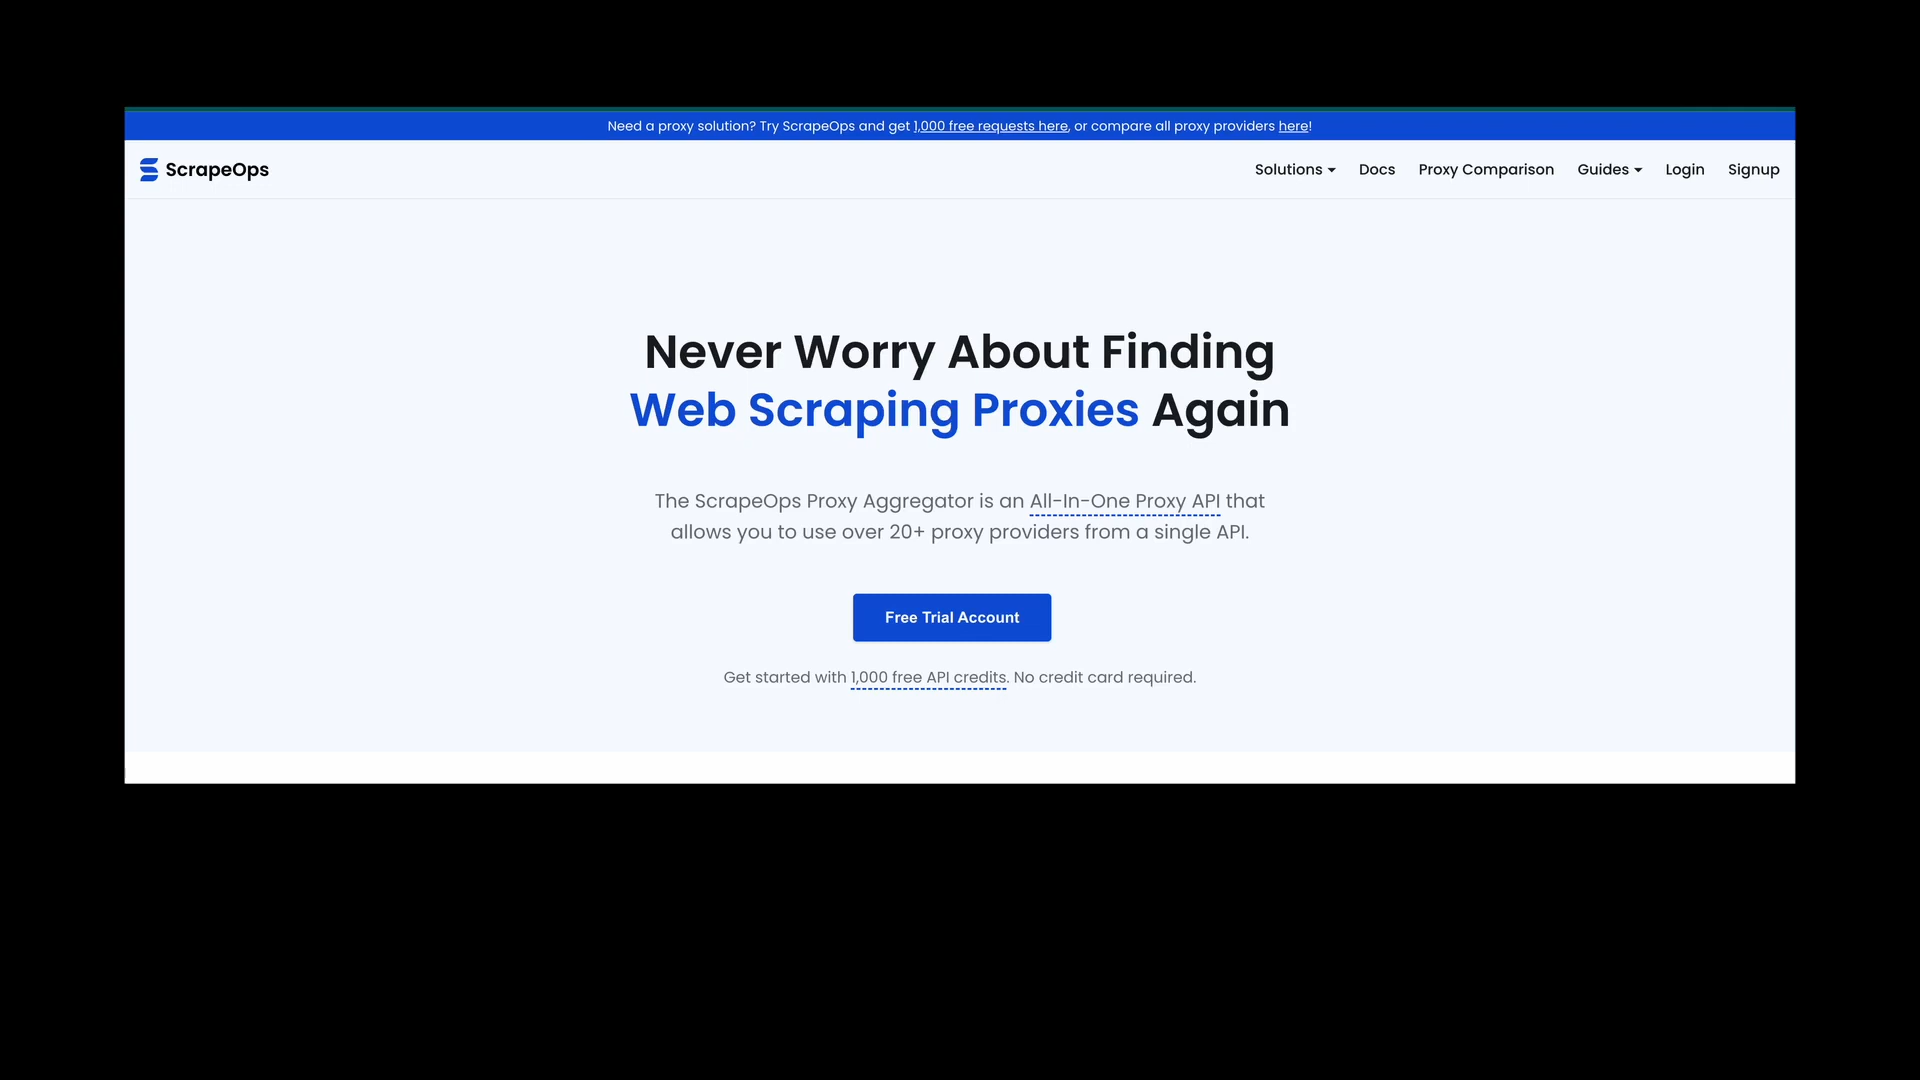 Need a proxy solution? Try ScrapeOps and get 1,000 free requests here, or compare all proxy providers here!
ScrapeOps
Solutions Docs Proxy Comparison Guides Login Signup
Never Worry About Finding
Web Scraping Proxies Again
The ScrapeOps Proxy Aggregator is an All-In-One Proxy API that
allows you to use over 20+ proxy providers from a single API.
Free Trial Account
Get started with 1,000 free API credits. No credit card required.